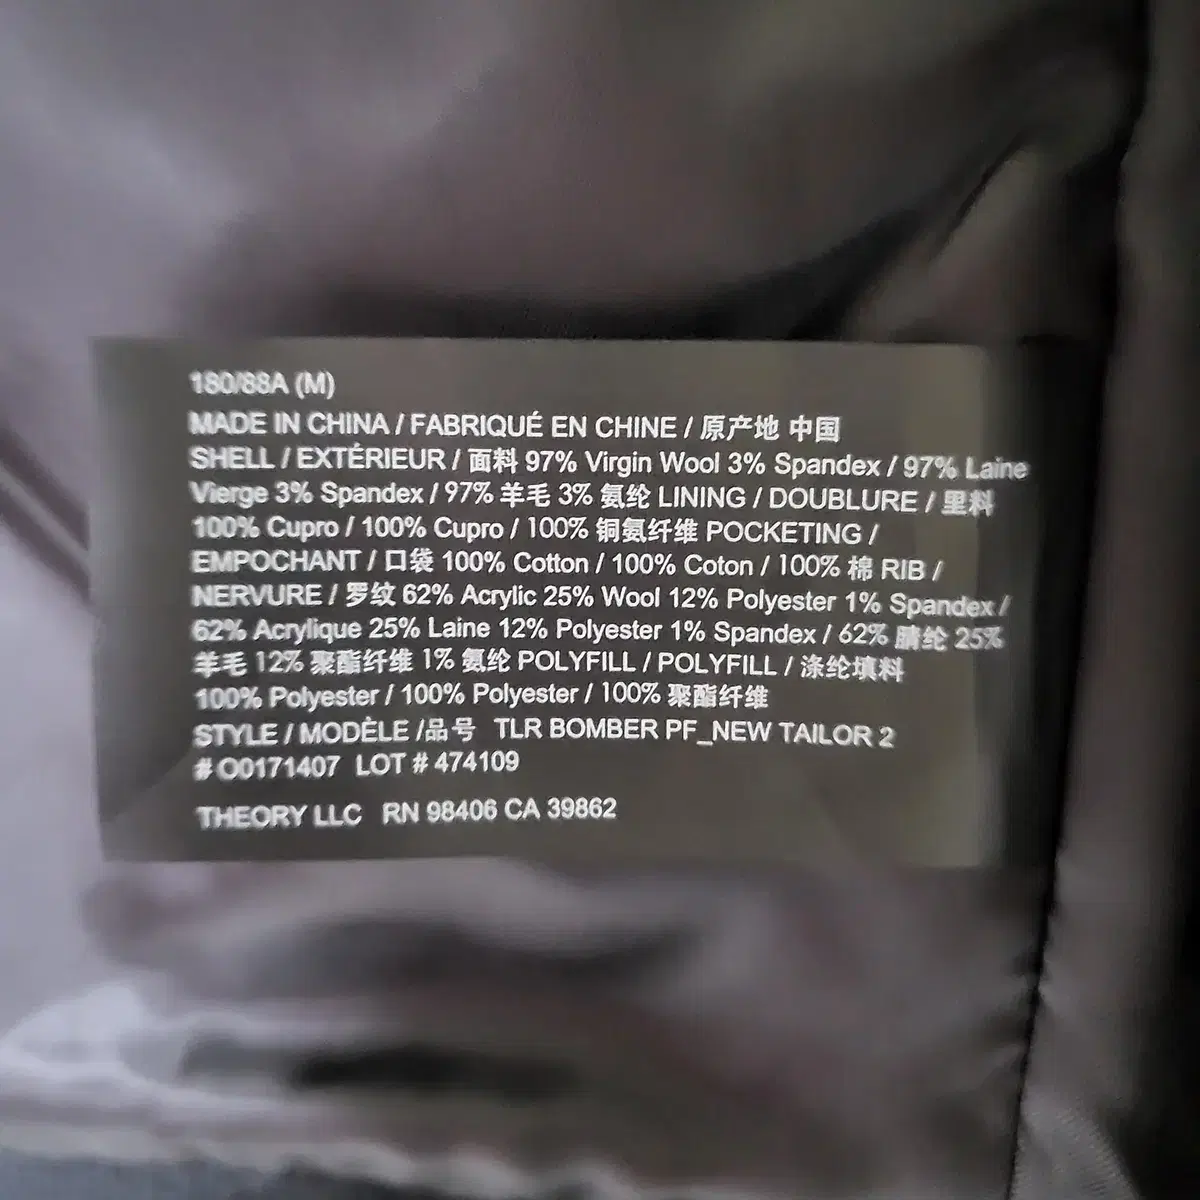 180/88A (M)
MADE IN CHINA / FABRIQUÉ EN CHINE / 原产地 中国
SHELL / EXTÉRIEUR / 面料 97% Virgin Wool 3% Spandex / 97% Laine
Vierge 3% Spandex / 97% 羊毛 3% 氨纶 LINING / DOUBLURE / 里料
100% Cupro / 100% Cupro / 100% 铜氨纤维 POCKETING /
EMPOCHANT / 口袋 100% Cotton / 100% Coton / 100% 棉 RIB /
NERVURE / 罗纹 62% Acrylic 25% Wool 12% Polyester 1% Spandex /
62% Acrylique 25% Laine 12% Polyester 1% Spandex / 62% 腈纶 25%
羊毛 12% 聚酯纤维 1% 氨纶 POLYFILL / POLYFILL / 涤纶填料
100% Polyester / 100% Polyester / 100% 聚酯纤维
STYLE / MODÈLE /品号 TLR BOMBER PF_NEW TAILOR 2
# O0171407 LOT # 474109
THEORY LLC RN 98406 CA 39862